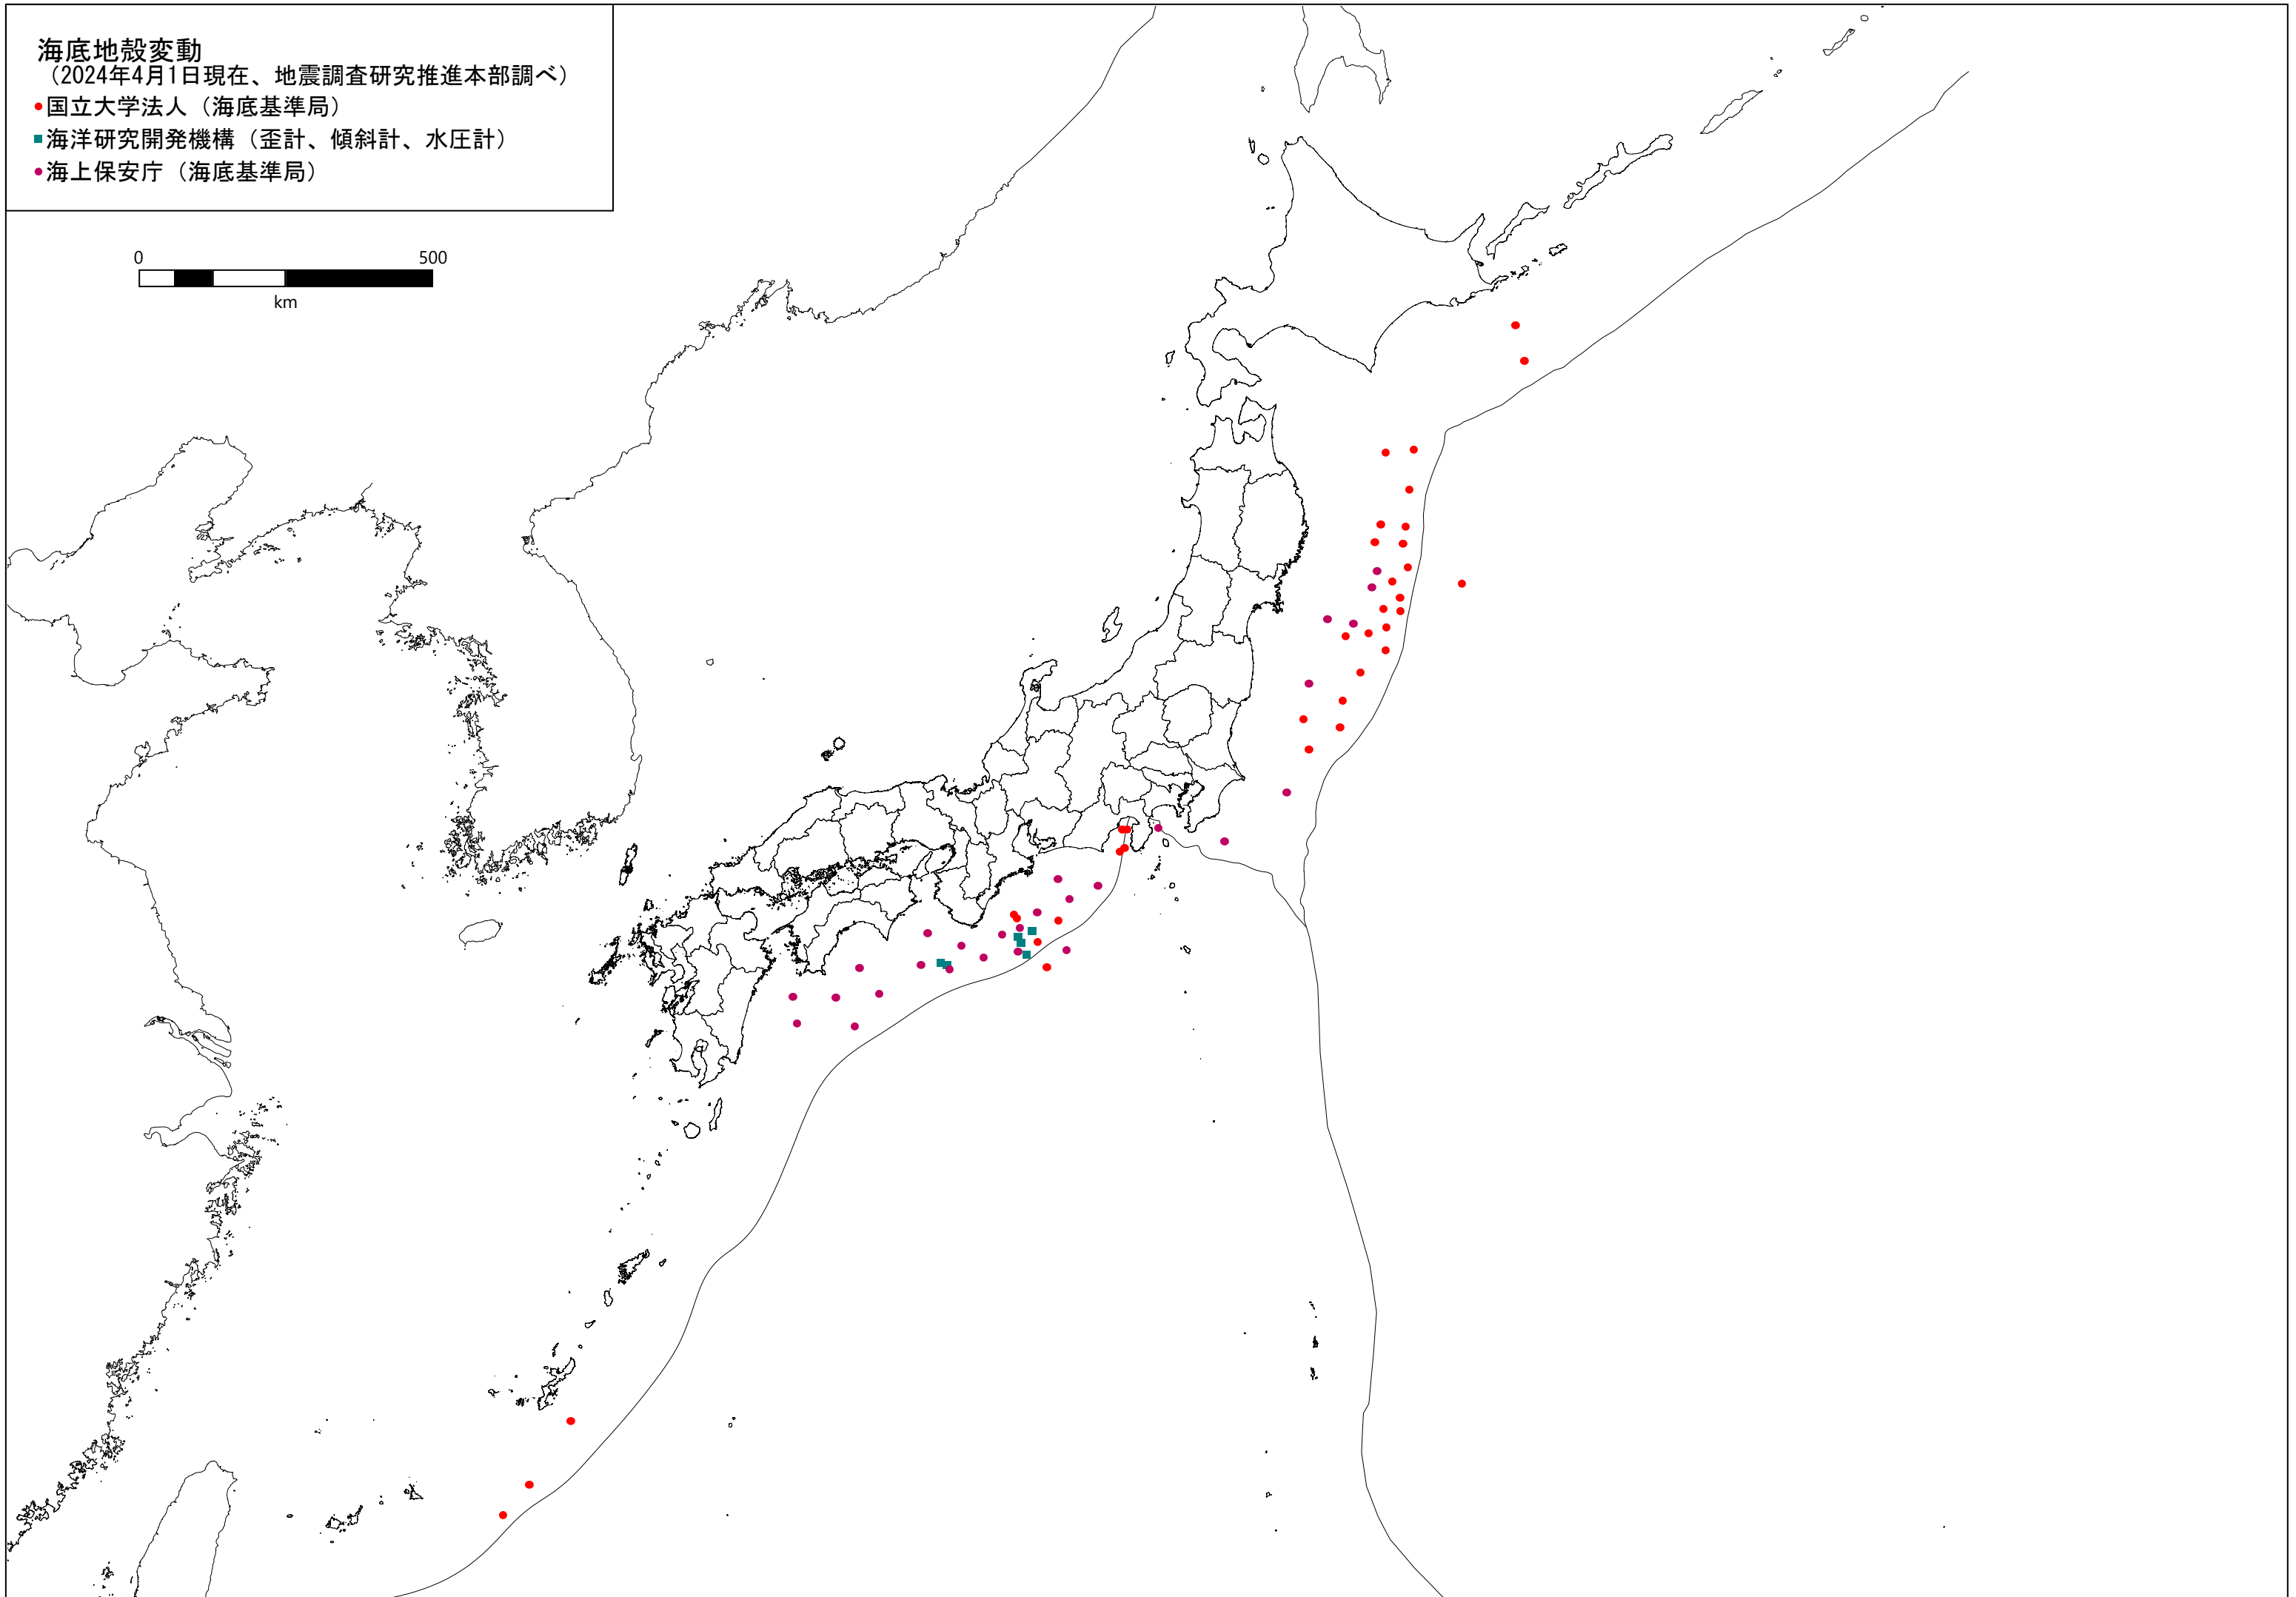 海底地殻変動
（2024年4月1日現在、地震調査研究推進本部調べ）
国立大学法人（海底基準局）
海洋研究開発機構（歪計、傾斜計、水圧計）
海上保安庁（海底基準局）
0 500
km